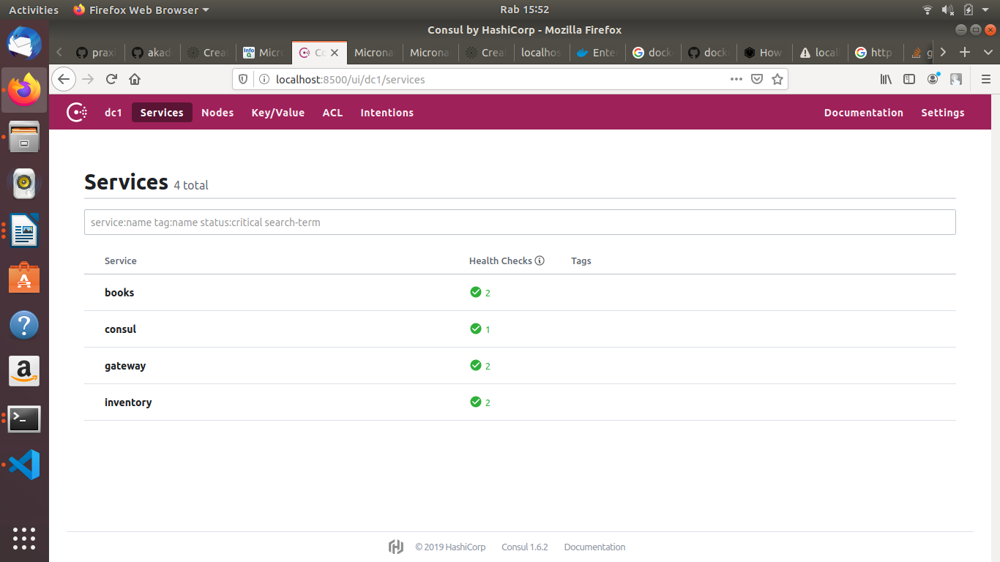 Activities Firefox Web Browser Rab 15:52
Consul by HashiCorp - Mozilla Firefox
praxi akad Creat Micro Co Microna Microna Creat localhos Enter docke docke How local http g
localhost:8500/ui/dc1/services
dc1 Services Nodes Key/Value ACL Intentions Documentation Settings
Services 4 total
service:name tag:name status:critical search-term
Service Health Checks Tags
books 2
consul 1
gateway 2
inventory 2
© 2019 HashiCorp Consul 1.6.2 Documentation